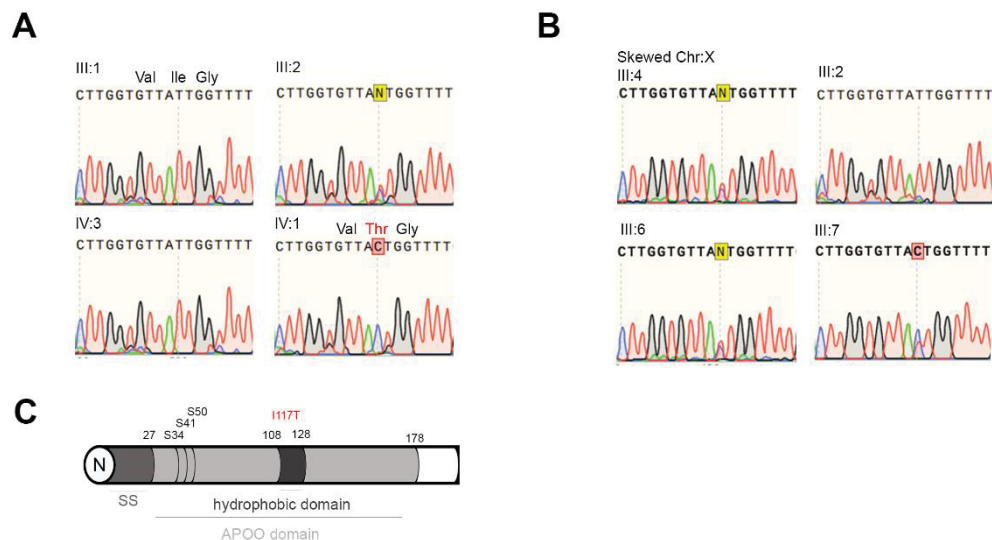 A
III:1
Val Ile Gly
CTTGGTGTTATTGGTTTT
III:2
CTTGGTGTTANTGGTTTT
IV:3
CTTGGTGTTATTGGTTTT
IV:1
Val Thr Gly
CTTGGTGTTACTGGTTTT
B
Skewed Chr:X
III:4
CTTGGTGTTANTGGTTTT
III:2
CTTGGTGTTATTGGTTTT
III:6
CTTGGTGTTANTGGTTTT
III:7
CTTGGTGTTACTGGTTTT
C
S50
S41
I117T
27
S34
108
128
178
N
SS
hydrophobic domain
APOO domain